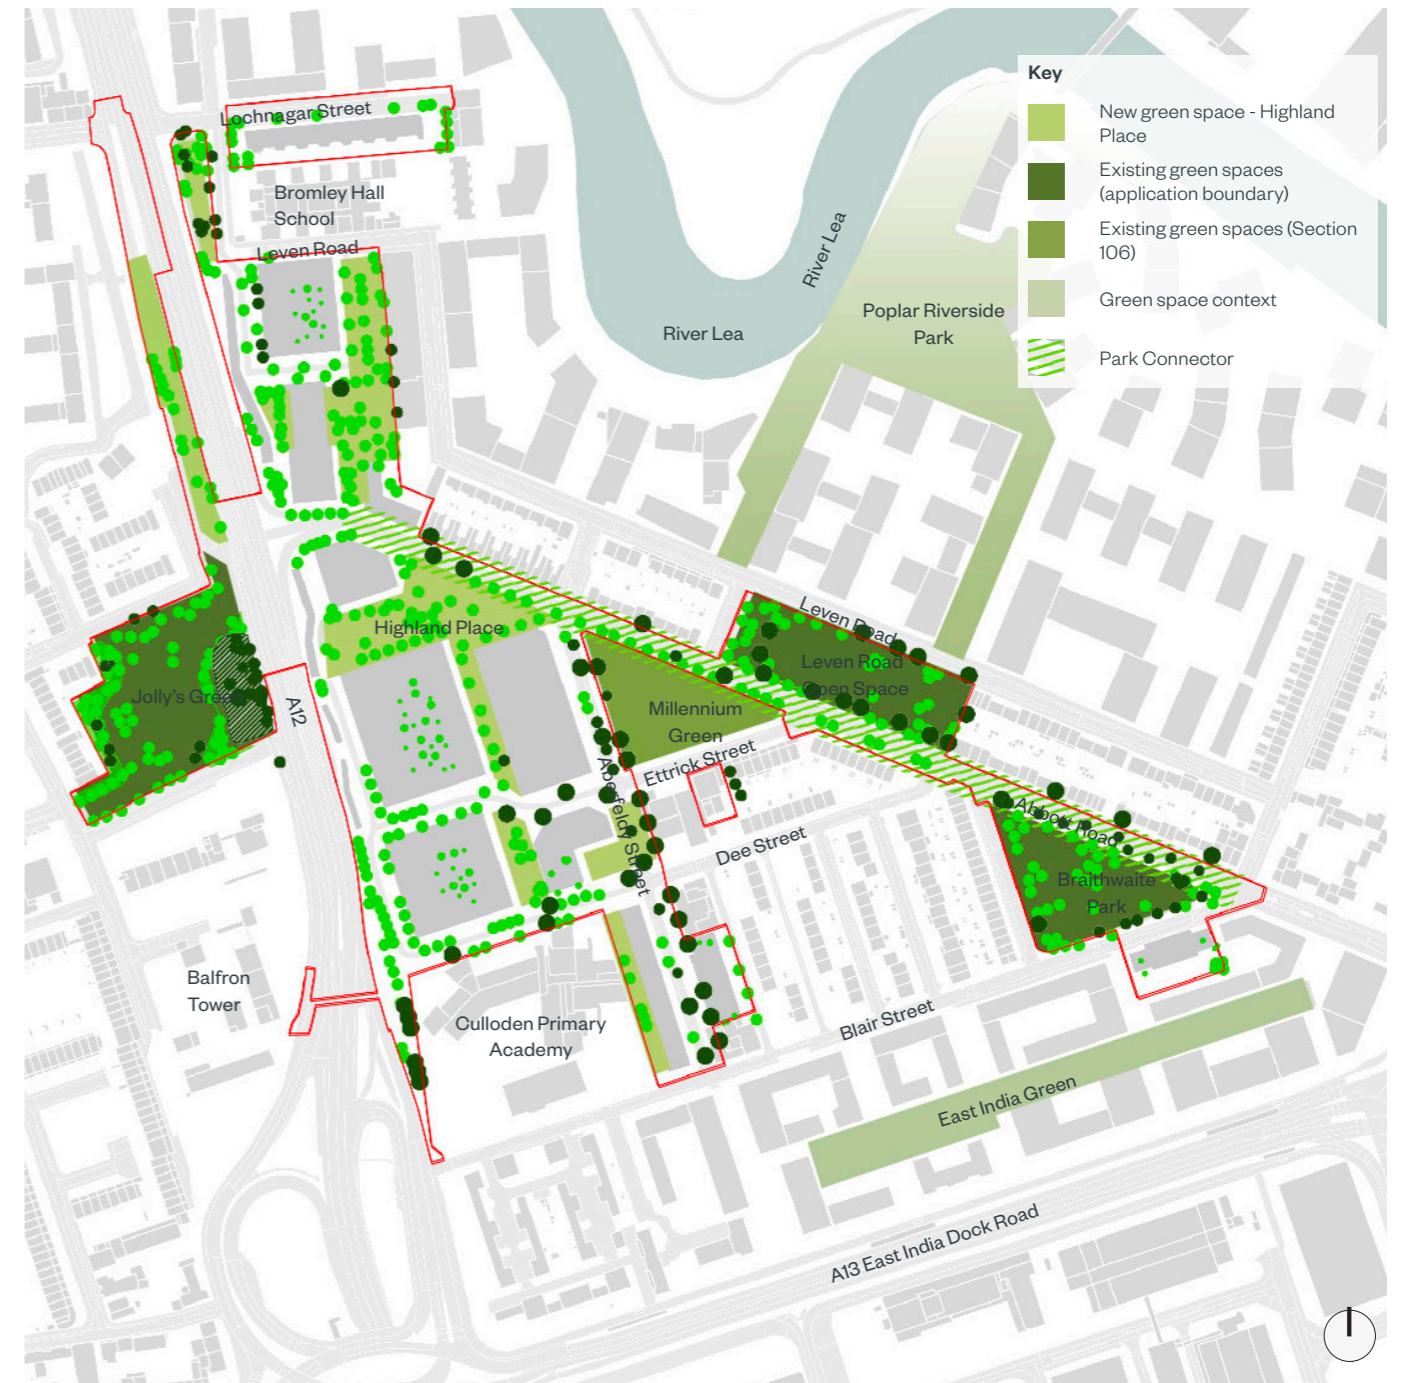 Key
New green space - Highland
Place
Existing green spaces
(application boundary)
Existing green spaces (Section
106)
Green space context
Park Connector
Lochnagar Street
Bromley Hall
School
Leven Road
River Lea
River Lea
Poplar Riverside
Park
Highland Place
Leven Road
Leven Road
Open Space
Jolly's Green
A12
Millennium
Green
Ettrick Street
Aberfeldy Street
Dee Street
Abbott Road
Braithwaite
Park
Balfron
Tower
Culloden Primary
Academy
Blair Street
East India Green
A13 East India Dock Road